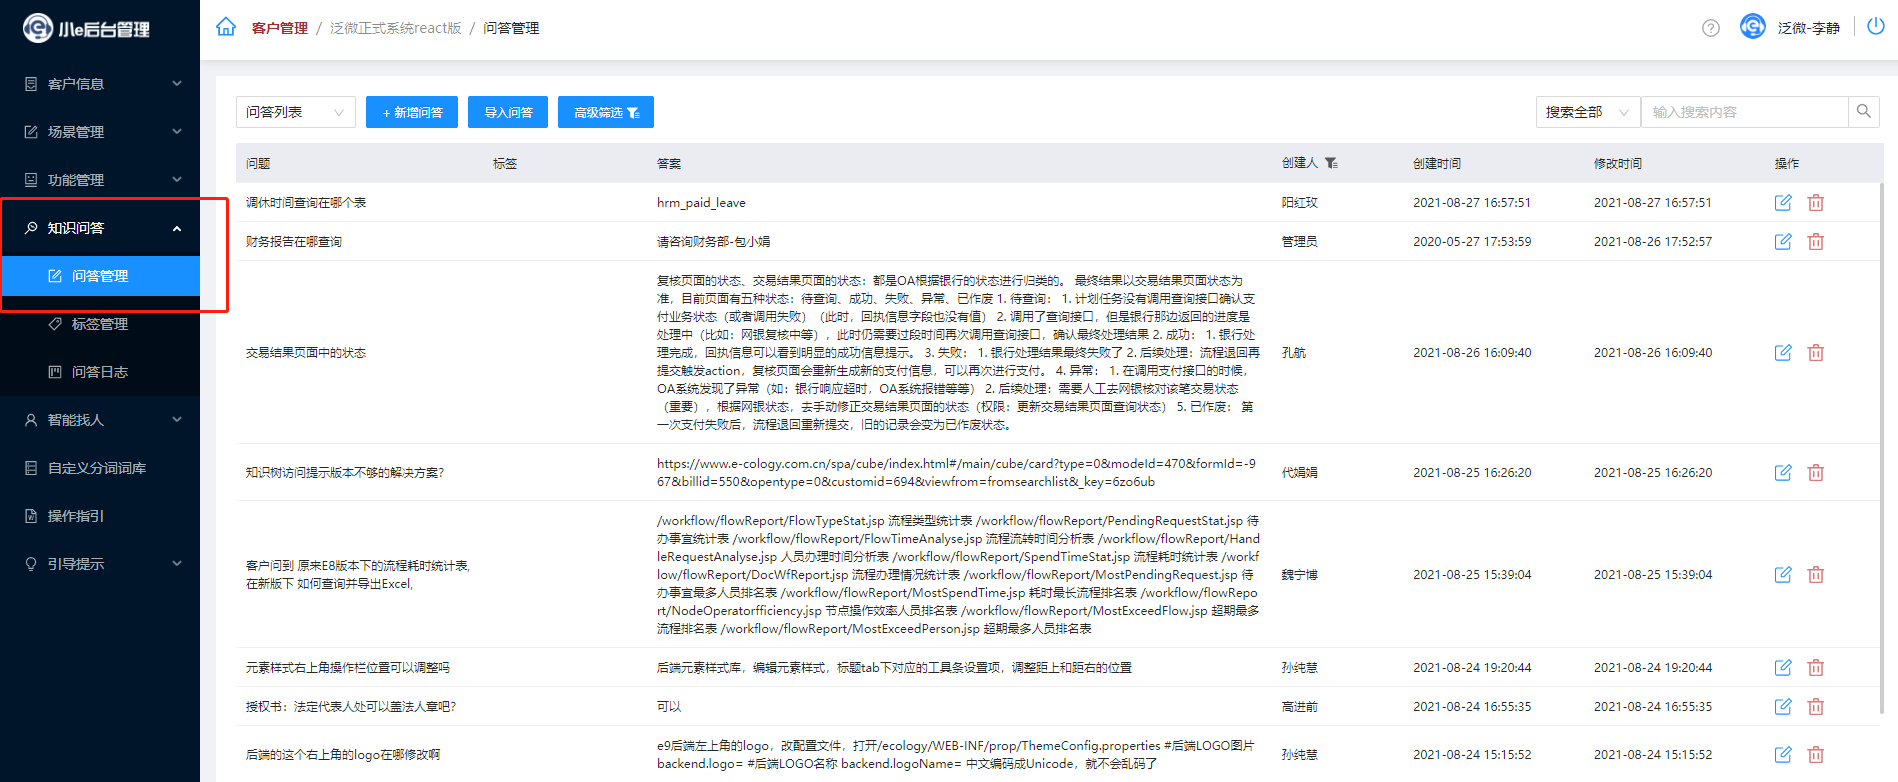 小e后台管理
客户管理 / 泛微正式系统react版 / 问答管理
泛微-李静
客户信息
场景管理
功能管理
知识问答
问答管理
标签管理
问答日志
智能找人
自定义分词词库
操作指引
引导提示
问答列表
+ 新增问答
导入问答
高级筛选
搜索全部
输入搜索内容
问题 标签 答案 创建人 创建时间 修改时间 操作
调休时间查询在哪个表 hrm_paid_leave 阳红玫 2021-08-27 16:57:51 2021-08-27 16:57:51
财务报告在哪查询 请咨询财务部-包小娟 管理员 2020-05-27 17:53:59 2021-08-26 17:52:57
交易结果页面中的状态
复核页面的状态、交易结果页面的状态：都是OA根据银行的状态进行归类的。 最终结果以交易结果页面状态为
准，目前页面有五种状态：待查询、成功、失败、异常、已作废 1. 待查询： 1. 计划任务没有调用查询接口确认支
付业务状态（或者调用失败）（此时，回执信息字段也没有值） 2. 调用了查询接口，但是银行那边返回的进度是
处理中（比如：网银复核中等），此时仍需要过段时间再次调用查询接口，确认最终处理结果 2. 成功： 1. 银行处
理完成，回执信息可以看到明显的成功信息提示。 3. 失败： 1. 银行处理结果最终失败了 2. 后续处理：流程退回再
提交触发action，复核页面会重新生成新的支付信息，可以再次进行支付。 4. 异常： 1. 在调用支付接口的时候，
OA系统发现了异常（如：银行响应超时，OA系统报错等等） 2. 后续处理：需要人工去网银核对该笔交易状态
（重要），根据网银状态，去手动修正交易结果页面的状态（权限：更新交易结果页面查询状态） 5. 已作废： 第
一次支付失败后，流程退回重新提交，旧的记录会变为已作废状态。
孔航 2021-08-26 16:09:40 2021-08-26 16:09:40
知识树访问提示版本不够的解决方案?
https://www.e-cology.com.cn/spa/cube/index.html#/main/cube/card?type=0&modeId=470&formId=-9
67&billid=550&opentype=0&customid=694&viewfrom=fromsearchlist&_key=6zo6ub
代娟娟 2021-08-25 16:26:20 2021-08-25 16:26:20
客户问到 原来E8版本下的流程耗时统计表,
在新版下 如何查询并导出Excel,
/workflow/flowReport/FlowTypeStat.jsp 流程类型统计表 /workflow/flowReport/PendingRequestStat.jsp 待
办事宜统计表 /workflow/flowReport/FlowTimeAnalyse.jsp 流程流转时间分析表 /workflow/flowReport/Han
dleRequestAnalyse.jsp 人员办理时间分析表 /workflow/flowReport/SpendTimeStat.jsp 流程耗时统计表 /workf
low/flowReport/DocWfReport.jsp 流程办理情况统计表 /workflow/flowReport/MostPendingRequest.jsp 待
办事宜最多人员排名表 /workflow/flowReport/MostSpendTime.jsp 耗时最长流程排名表 /workflow/flowRepo
rt/NodeOperatorfficiency.jsp 节点操作效率人员排名表 /workflow/flowReport/MostExceedFlow.jsp 超期最多
流程排名表 /workflow/flowReport/MostExceedPerson.jsp 超期最多人员排名表
魏宁博 2021-08-25 15:39:04 2021-08-25 15:39:04
元素样式右上角操作栏位置可以调整吗 后端元素样式库，编辑元素样式，标题tab下对应的工具条设置项，调整距上和距右的位置 孙纯慧 2021-08-24 19:20:44 2021-08-24 19:20:44
授权书：法定代表人处可以盖法人章吧? 可以 高进前 2021-08-24 16:55:35 2021-08-24 16:55:35
后端的这个右上角的logo在哪修改啊
e9后端左上角的logo，改配置文件，打开/ecology/WEB-INF/prop/ThemeConfig.properties #后端LOGO图片
backend.logo= #后端LOGO名称 backend.logoName= 中文编码成Unicode，就不会乱码了
孙纯慧 2021-08-24 15:15:52 2021-08-24 15:15:52